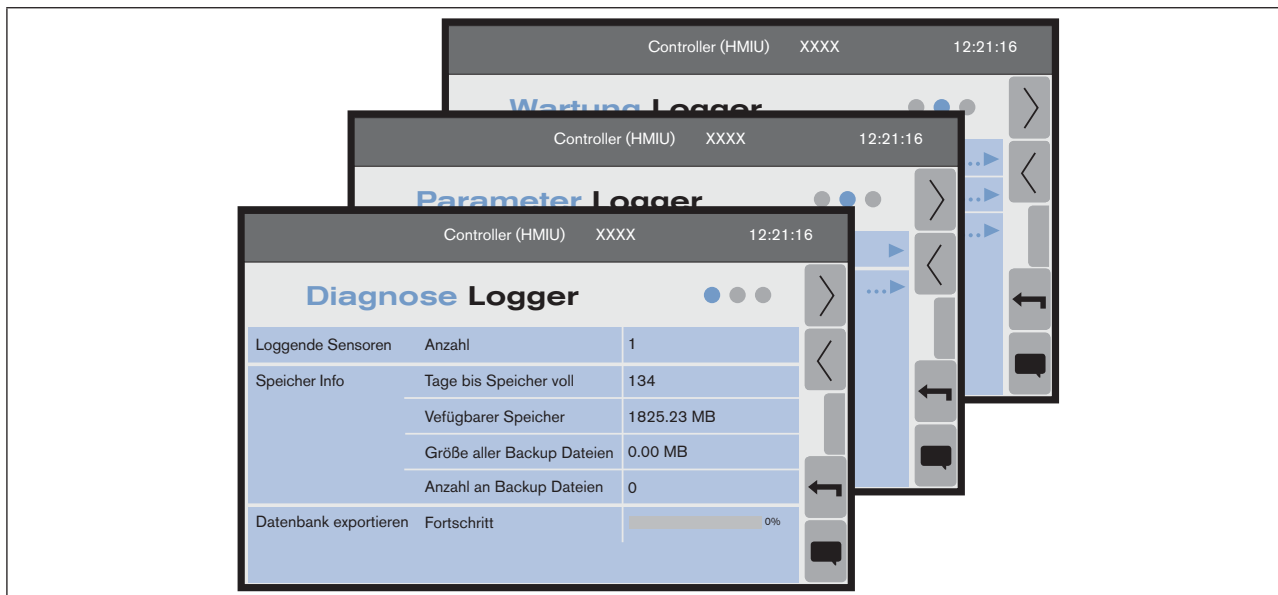 Controller (HMIU) XXXX 12:21:16
Wartung Logger
...
...
...
Controller (HMIU) XXXX 12:21:16
Parameter Logger
...
Controller (HMIU) XXXX 12:21:16
Diagnose Logger
Loggende Sensoren Anzahl 1
Speicher Info Tage bis Speicher voll 134
Vefügbarer Speicher 1825.23 MB
Größe aller Backup Dateien 0.00 MB
Anzahl an Backup Dateien 0
Datenbank exportieren Fortschritt 0%